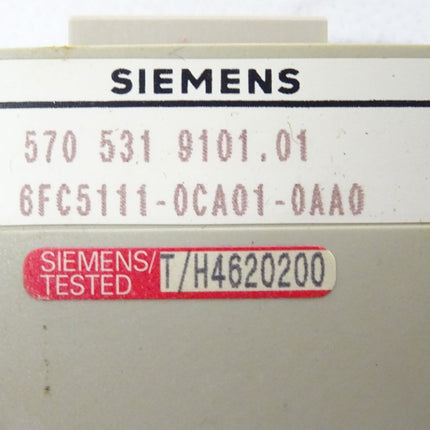 SIEMENS
570 531 9101.01
6FC5111-0CA01-0AA0
SIEMENS/
TESTED
T/H4620200